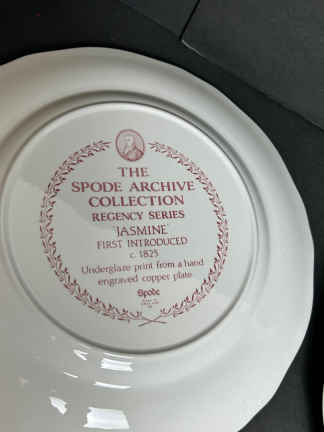 THE
SPODE ARCHIVE
COLLECTION
REGENCY SERIES
'JASMINE'
FIRST INTRODUCED
c. 1825
Underglaze print from a hand
engraved copper plate
Spode